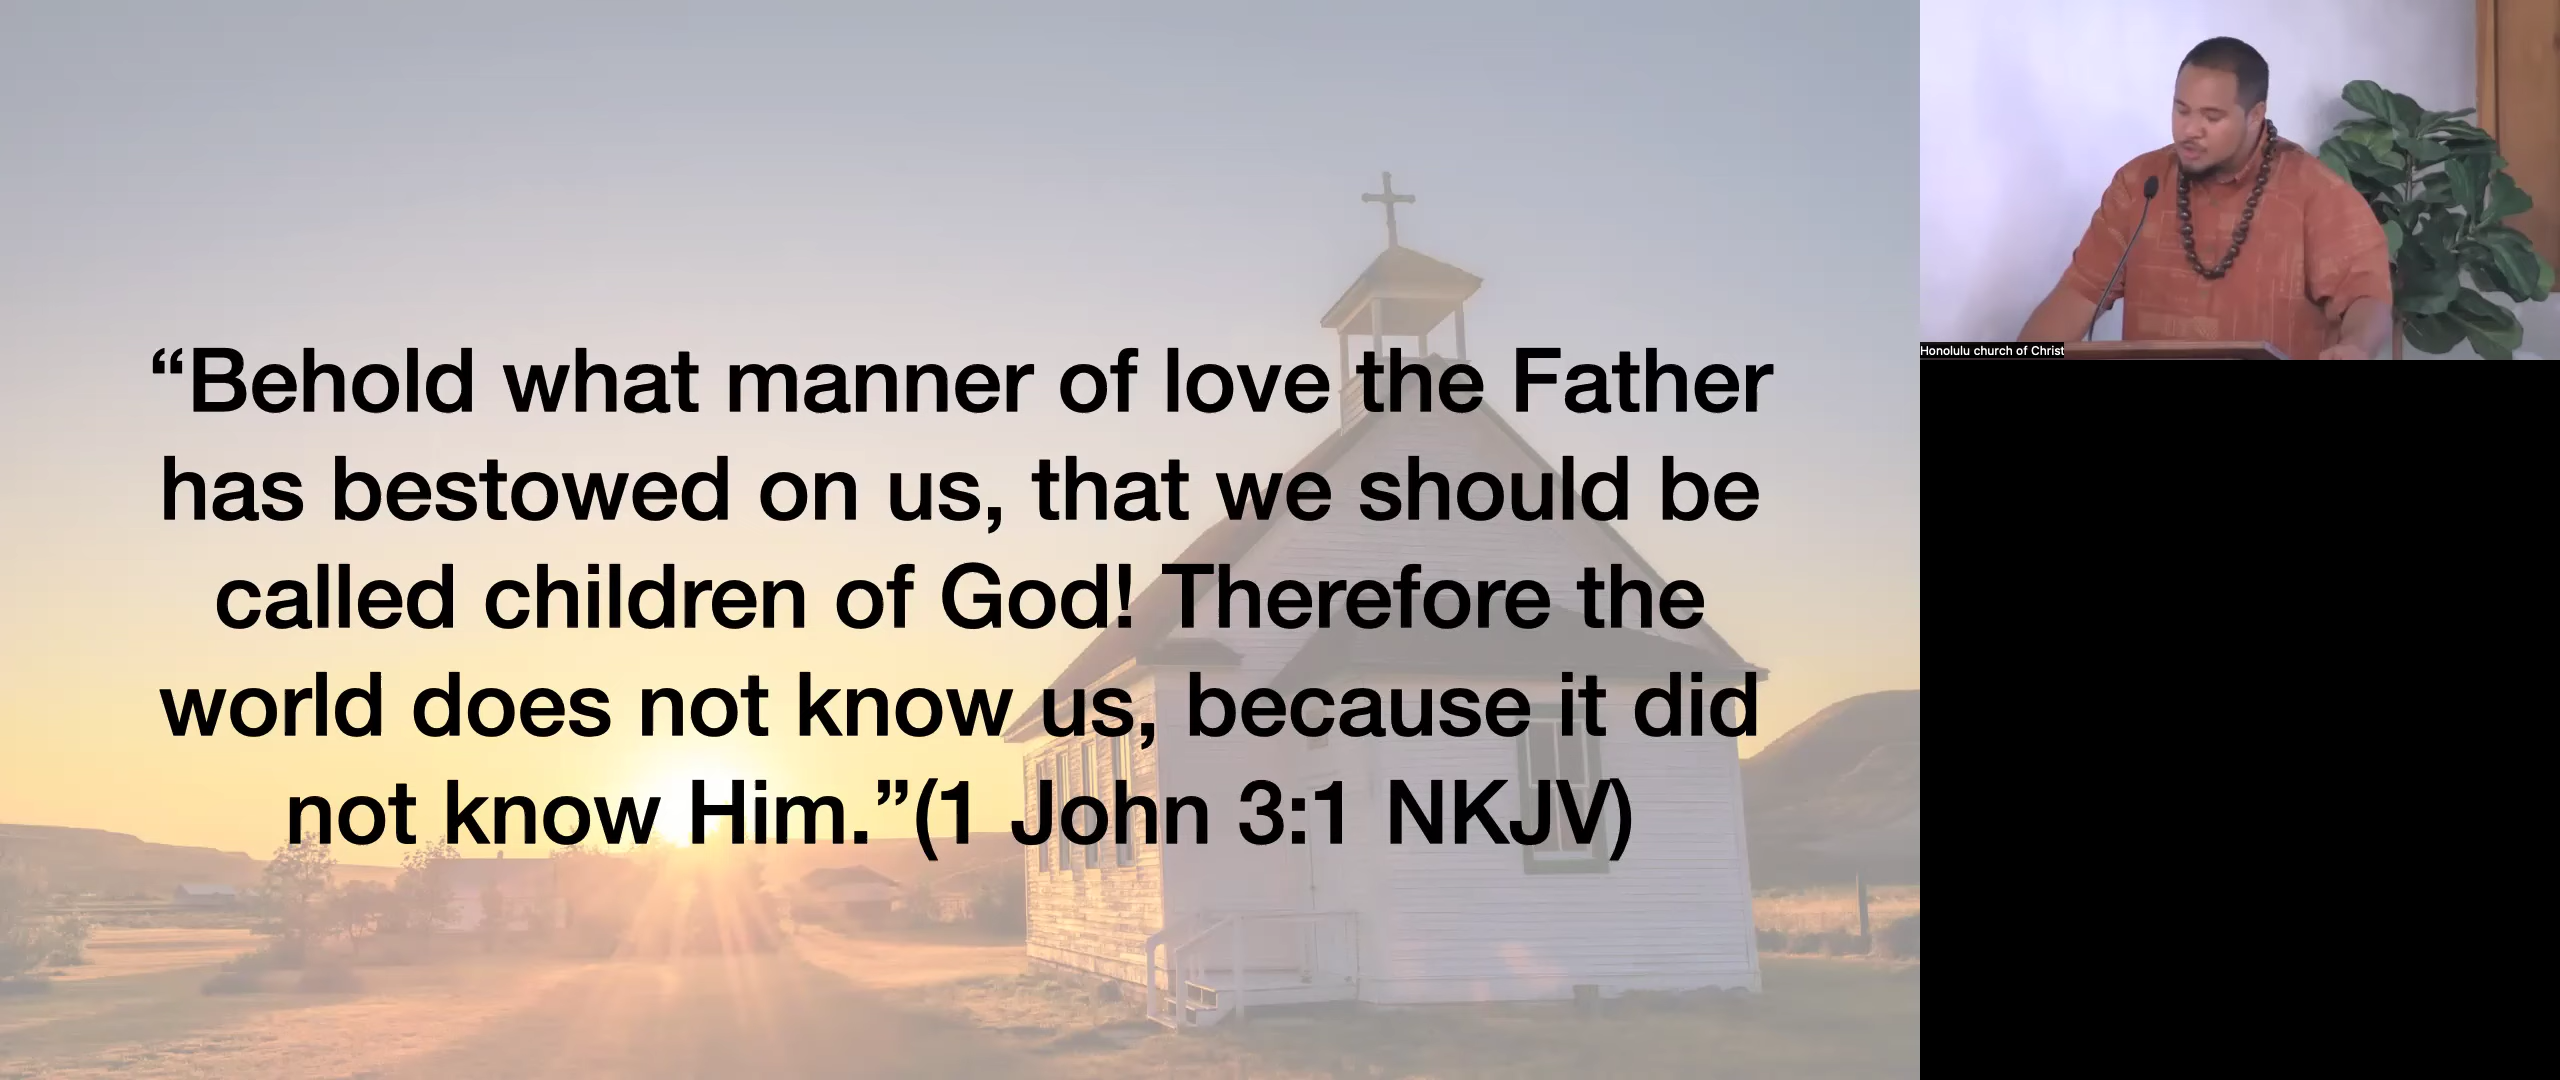 “Behold what manner of love the Father
has bestowed on us, that we should be
called children of God! Therefore the
world does not know us, because it did
not know Him.”(1 John 3:1 NKJV)
Honolulu church of Christ